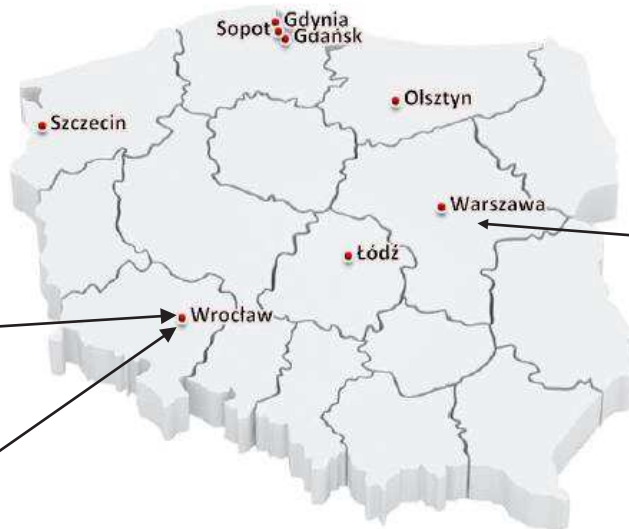 Gdynia
Sopot
Gdańsk
Olsztyn
Szczecin
Warszawa
Łódź
Wrocław